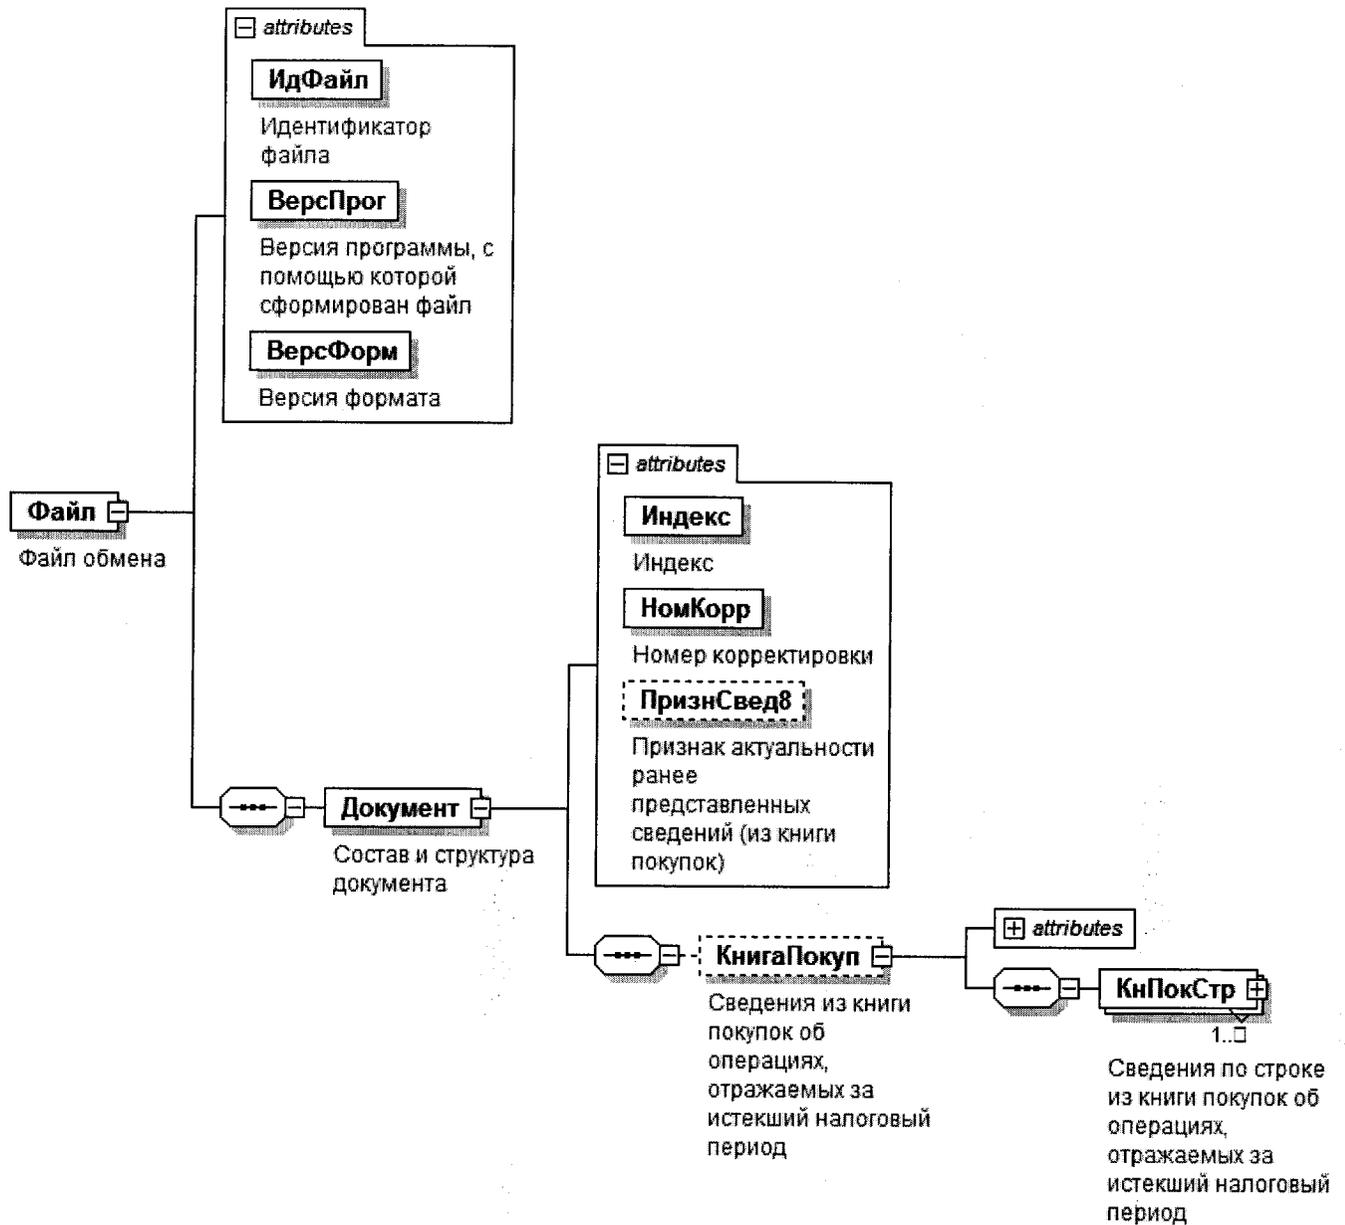 attributes
ИдФайл
Идентификатор
файла
ВерсПрог
Версия программы, с
помощью которой
сформирован файл
ВерсФорм
Версия формата
Файл
Файл обмена
attributes
Индекс
Индекс
НомКорр
Номер корректировки
ПризнСвед8
Признак актуальности
ранее
представленных
сведений (из книги
покупок)
Документ
Состав и структура
документа
КнигаПокуп
Сведения из книги
покупок об
операциях,
отражаемых за
истекший налоговый
период
attributes
КнПокСтр
1..□
Сведения по строке
из книги покупок об
операциях,
отражаемых за
истекший налоговый
период